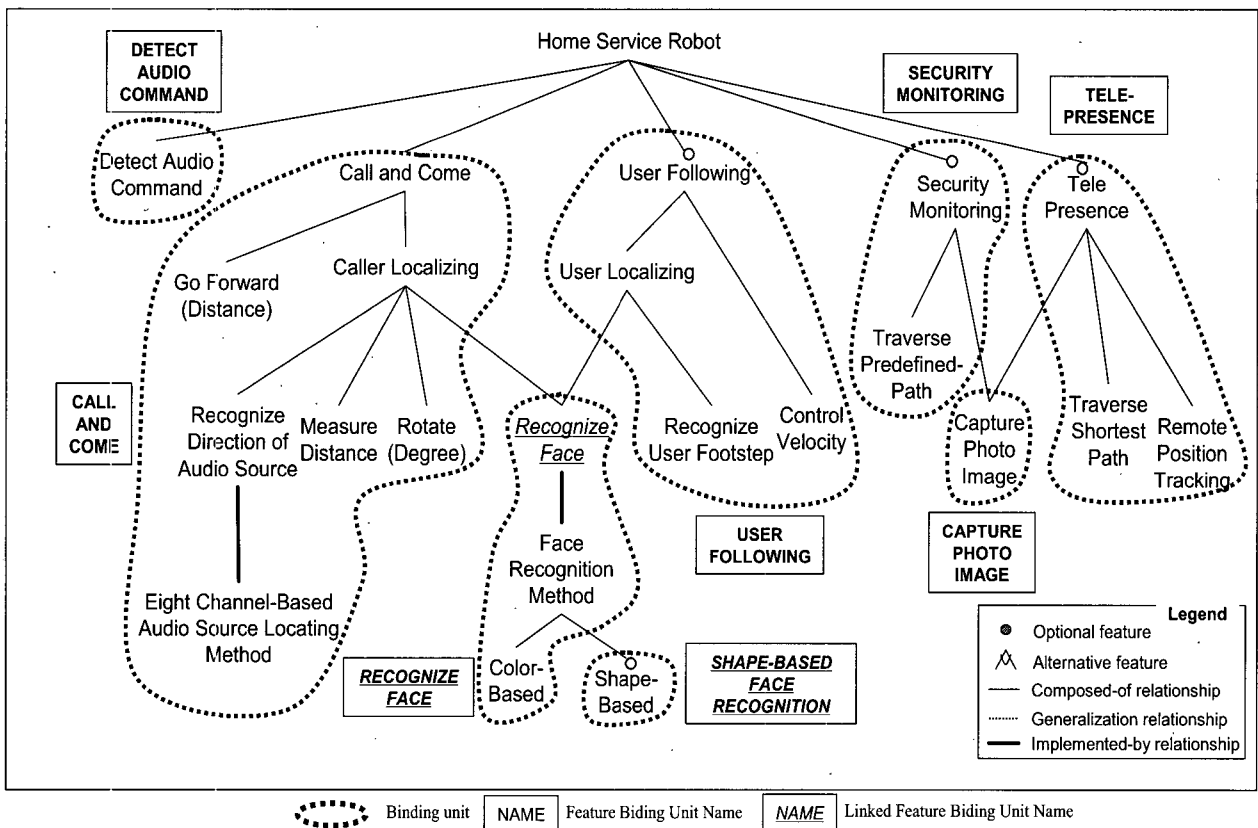 Home Service Robot
DETECT
AUDIO
COMMAND
SECURITY
MONITORING
TELE-
PRESENCE
Detect Audio
Command
Call and Come
User Following
Security
Monitoring
Tele
Presence
Go Forward
(Distance)
Caller Localizing
User Localizing
Traverse
Predefined-
Path
CALL
AND
COME
Recognize
Direction of
Audio Source
Measure
Distance
Rotate
(Degree)
Recognize
Face
Recognize
User Footstep
Control
Velocity
Capture
Photo
Image
Traverse
Shortest
Path
Remote
Position
Tracking
USER
FOLLOWING
CAPTURE
PHOTO
IMAGE
Face
Recognition
Method
Eight Channel-Based
Audio Source Locating
Method
RECOGNIZE
FACE
Color-
Based
Shape-
Based
SHAPE-BASED
FACE
RECOGNITION
Legend
Optional feature
Alternative feature
Composed-of relationship
Generalization relationship
Implemented-by relationship
Binding unit
NAME Feature Biding Unit Name
NAME Linked Feature Biding Unit Name